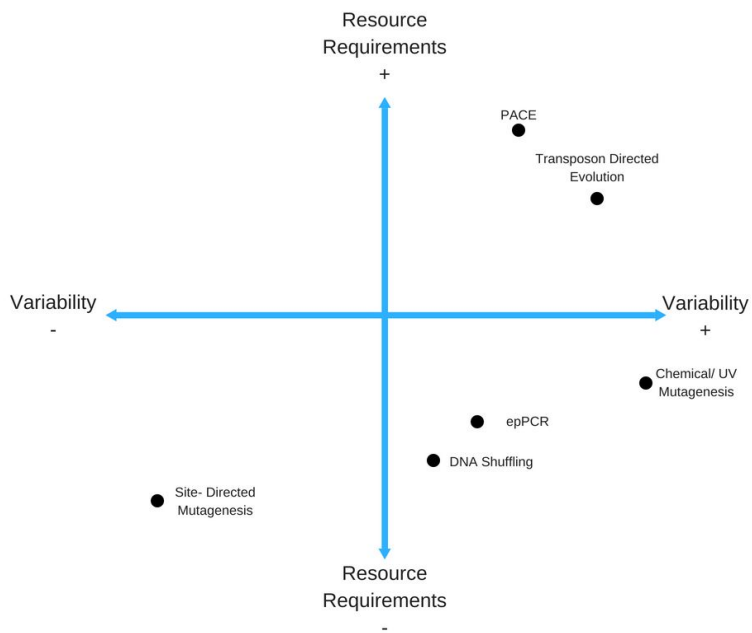 Resource
Requirements
+
PACE
Transposon Directed
Evolution
Variability
-
Variability
+
Chemical/ UV
Mutagenesis
epPCR
DNA Shuffling
Site- Directed
Mutagenesis
Resource
Requirements
-